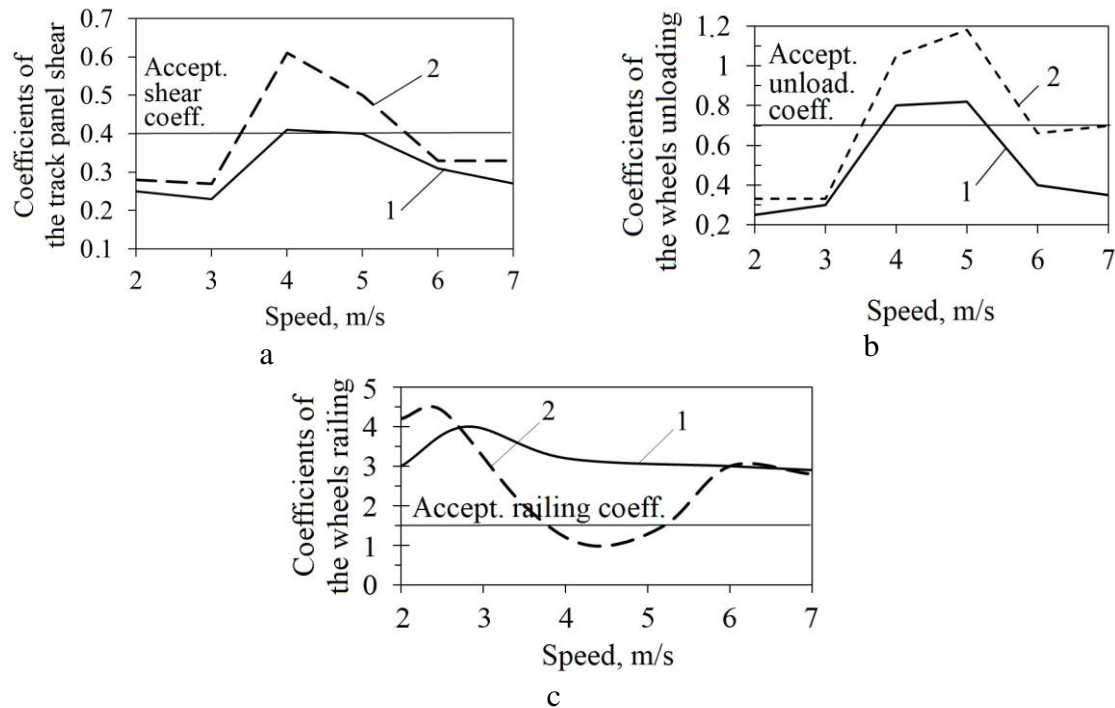 Coefficients of
the track panel shear
0.7
0.6
0.5
0.4
0.3
0.2
0.1
Accept.
shear
coeff.
2
1
2 3 4 5 6 7
Speed, m/s
a
Coefficients of
the wheels unloading
1.2
1
0.8
0.6
0.4
0.2
Accept.
unload.
coeff.
2
1
2 3 4 5 6 7
Speed, m/s
b
Coefficients of
the wheels railing
5
4
3
2
1
0
2
1
Accept. railing coeff.
2 3 4 5 6 7
Speed, m/s
c